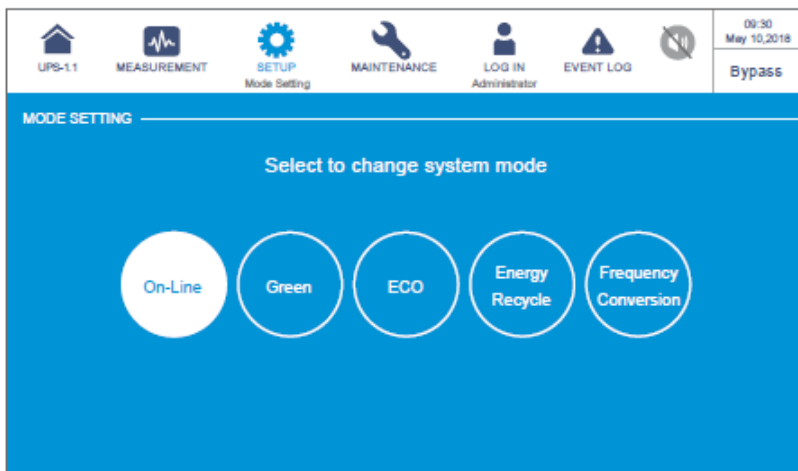 UPS-1.1
MEASUREMENT
SETUP
Mode Setting
MAINTENANCE
LOG IN
Administrator
EVENT LOG
09:30
May 10,2018
Bypass
MODE SETTING
Select to change system mode
On-Line
Green
ECO
Energy
Recycle
Frequency
Conversion